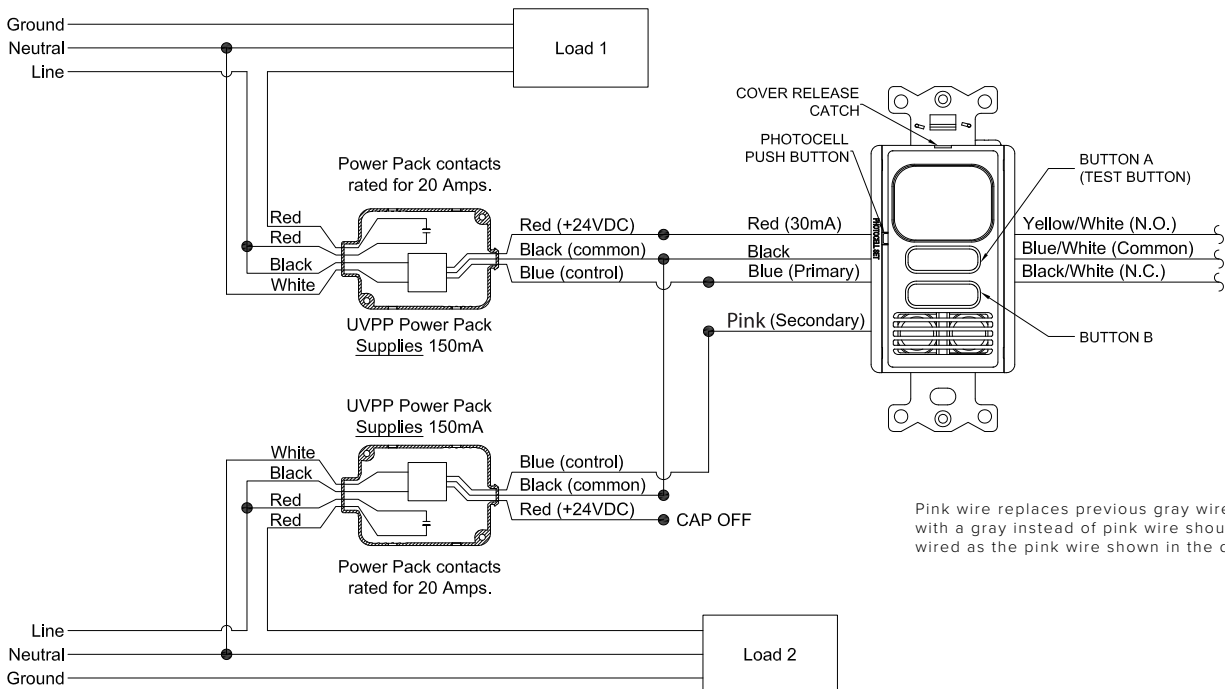 Ground
Neutral
Line
Load 1
Power Pack contacts
rated for 20 Amps.
Red
Red
Black
White
Red (+24VDC)
Black (common)
Blue (control)
UVPP Power Pack
Supplies 150mA
COVER RELEASE
CATCH
PHOTOCELL
PUSH BUTTON
Red (30mA)
Black
Blue (Primary)
Pink (Secondary)
PHOTOCELL SET
BUTTON A
(TEST BUTTON)
Yellow/White (N.O.)
Blue/White (Common)
Black/White (N.C.)
BUTTON B
UVPP Power Pack
Supplies 150mA
White
Black
Red
Red
Blue (control)
Black (common)
Red (+24VDC)
CAP OFF
Power Pack contacts
rated for 20 Amps.
Pink wire replaces previous gray wire
with a gray instead of pink wire
wired as the pink wire shown in the
Line
Neutral
Ground
Load 2